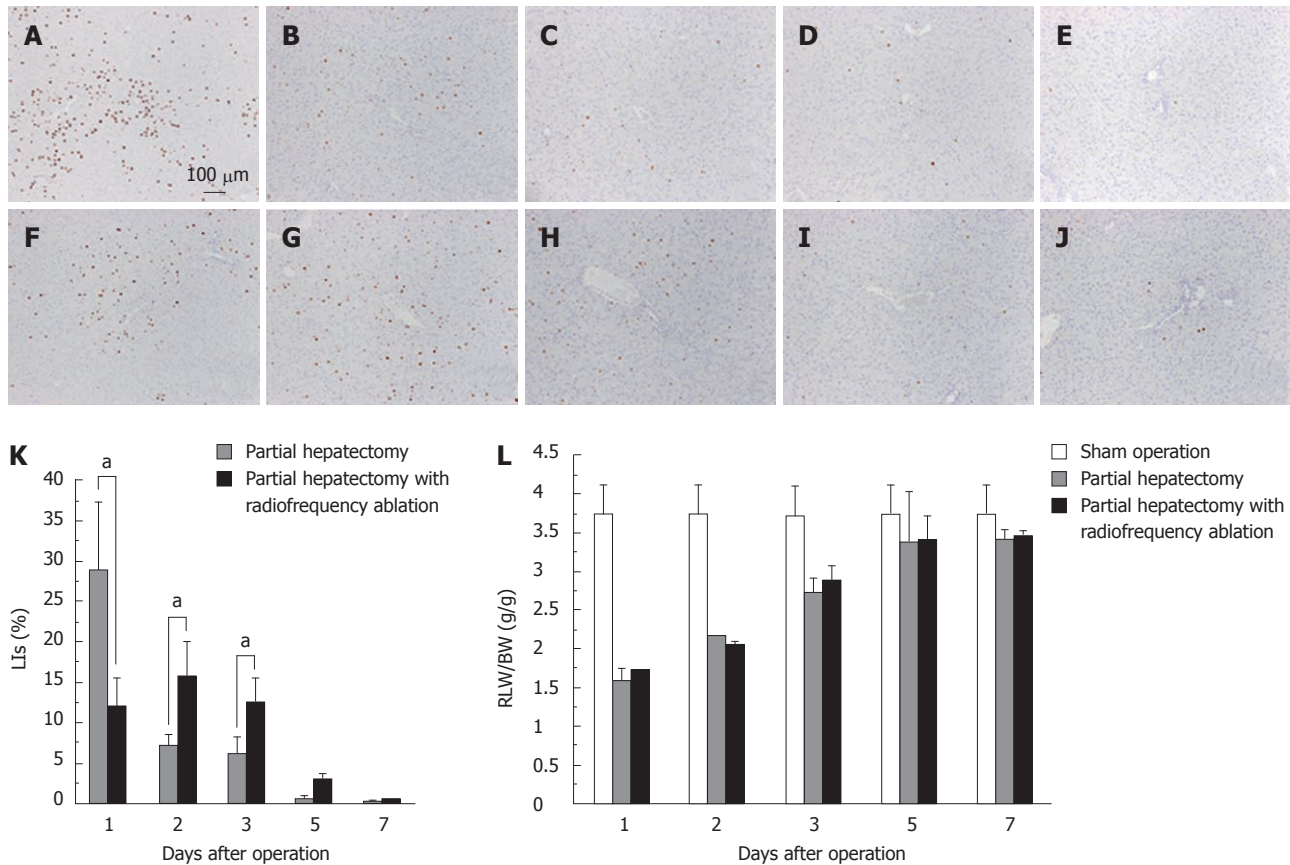 A
B
C
D
E
100 μm
F
G
H
I
J
K
Partial hepatectomy
Partial hepatectomy with
radiofrequency ablation
a
a
a
40
35
30
25
20
15
10
5
0
LIs (%)
1 2 3 5 7
Days after operation
L
Sham operation
Partial hepatectomy
Partial hepatectomy with
radiofrequency ablation
4.5
4
3.5
3
2.5
2
1.5
1
0.5
0
RLW/BW (g/g)
1 2 3 5 7
Days after operation